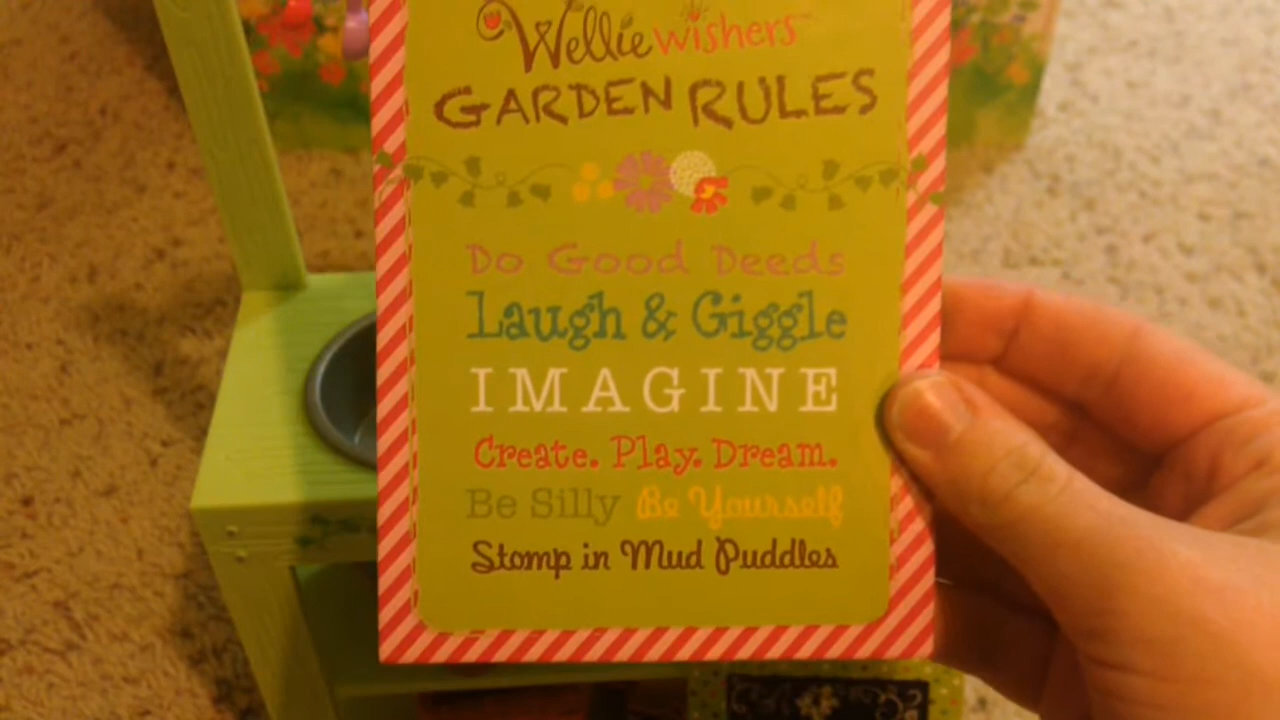 WellieWishers™
GARDEN RULES
Do Good Deeds
Laugh & Giggle
IMAGINE
Create. Play. Dream.
Be Silly Be Yourself
Stomp in Mud Puddles